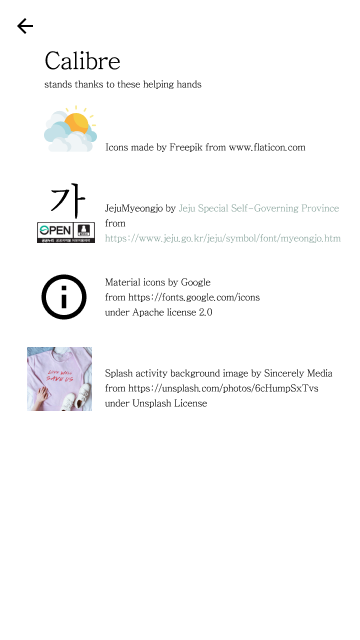 Calibre
stands thanks to these helping hands
Icons made by Freepik from www.flaticon.com
가
OPEN
JejuMyeongjo by Jeju Special Self-Governing Province
from
https://www.jeju.go.kr/jeju/symbol/font/myeongjo.htm
Material icons by Google
from https://fonts.google.com/icons
under Apache license 2.0
Splash activity background image by Sincerely Media
from https://unsplash.com/photos/6cHumpSxTvs
under Unsplash License